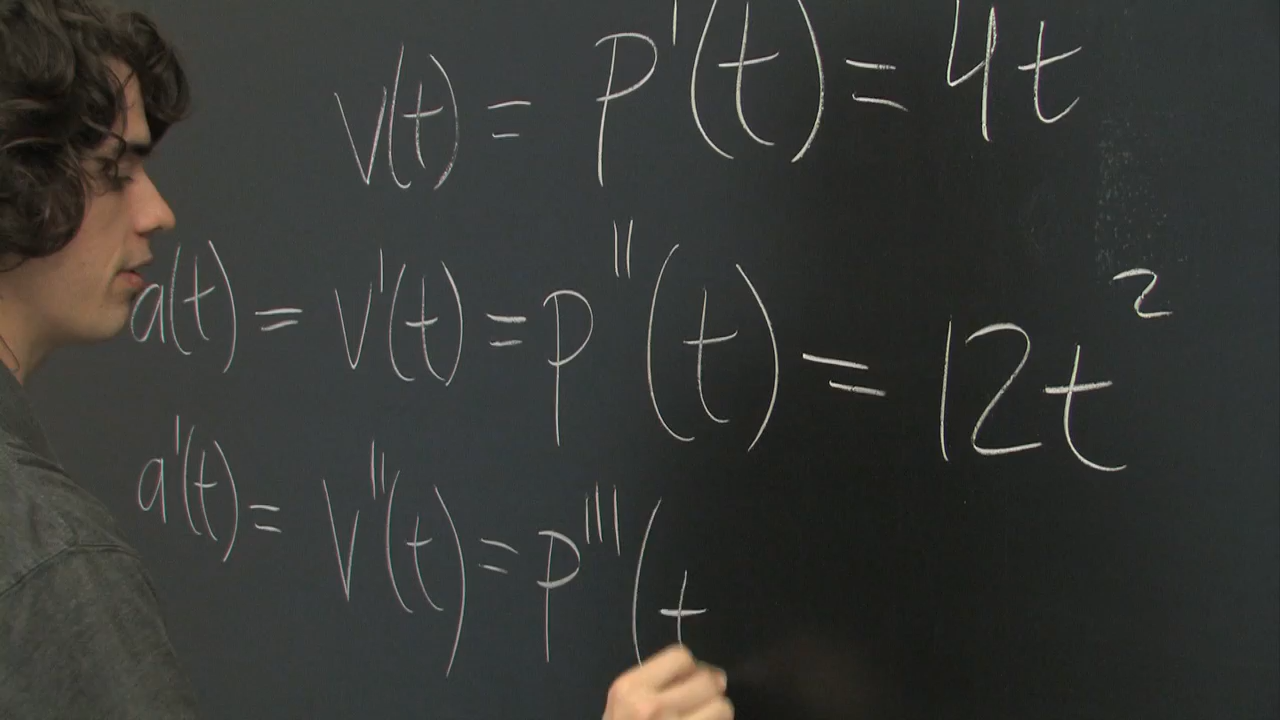 v(t) = p'(t) = 4t
a(t) = v'(t) = p''(t) = 12t²
a'(t) = v''(t) = p'''(t